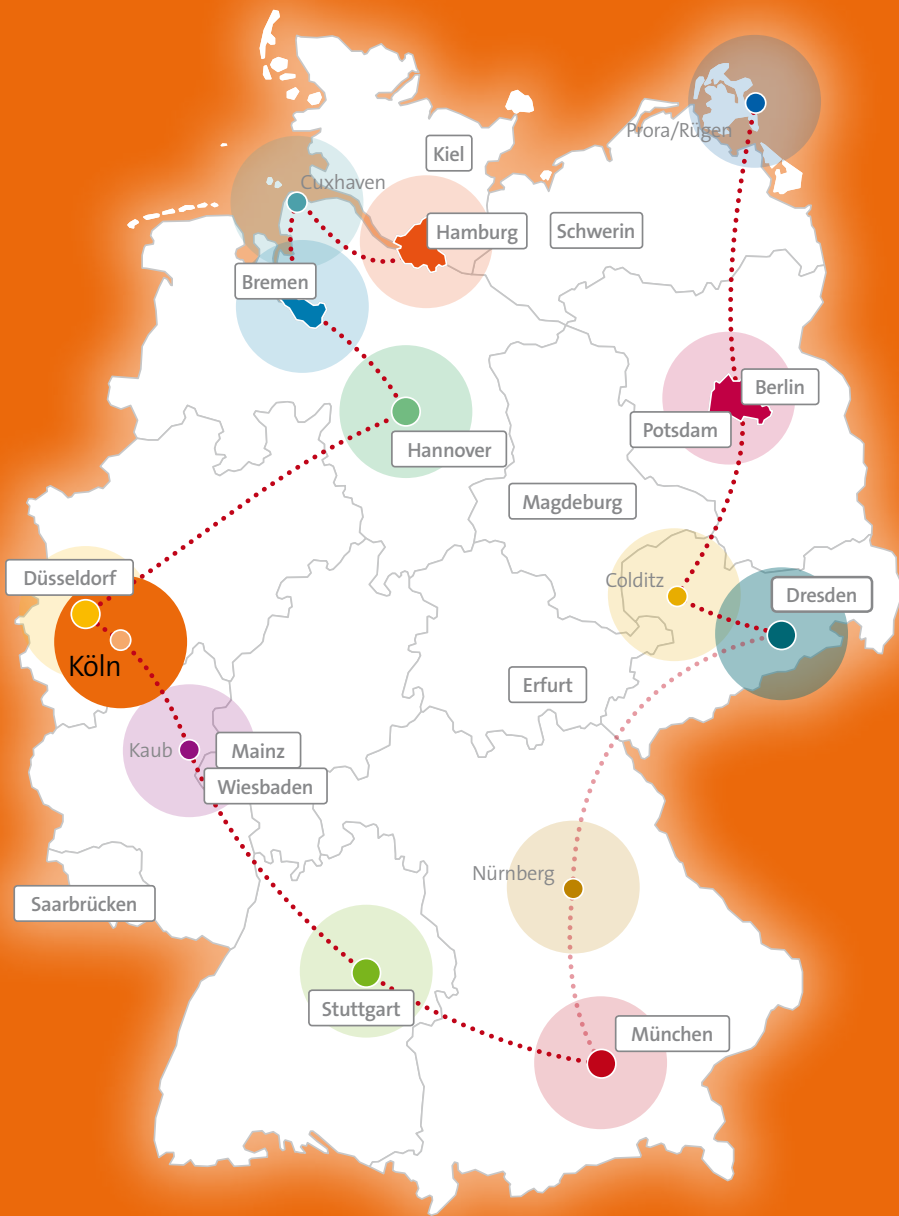 Prora/Rügen
Kiel
Cuxhaven
Hamburg
Schwerin
Bremen
Berlin
Potsdam
Hannover
Magdeburg
Düsseldorf
Colditz
Dresden
Köln
Erfurt
Kaub
Mainz
Wiesbaden
Nürnberg
Saarbrücken
Stuttgart
München